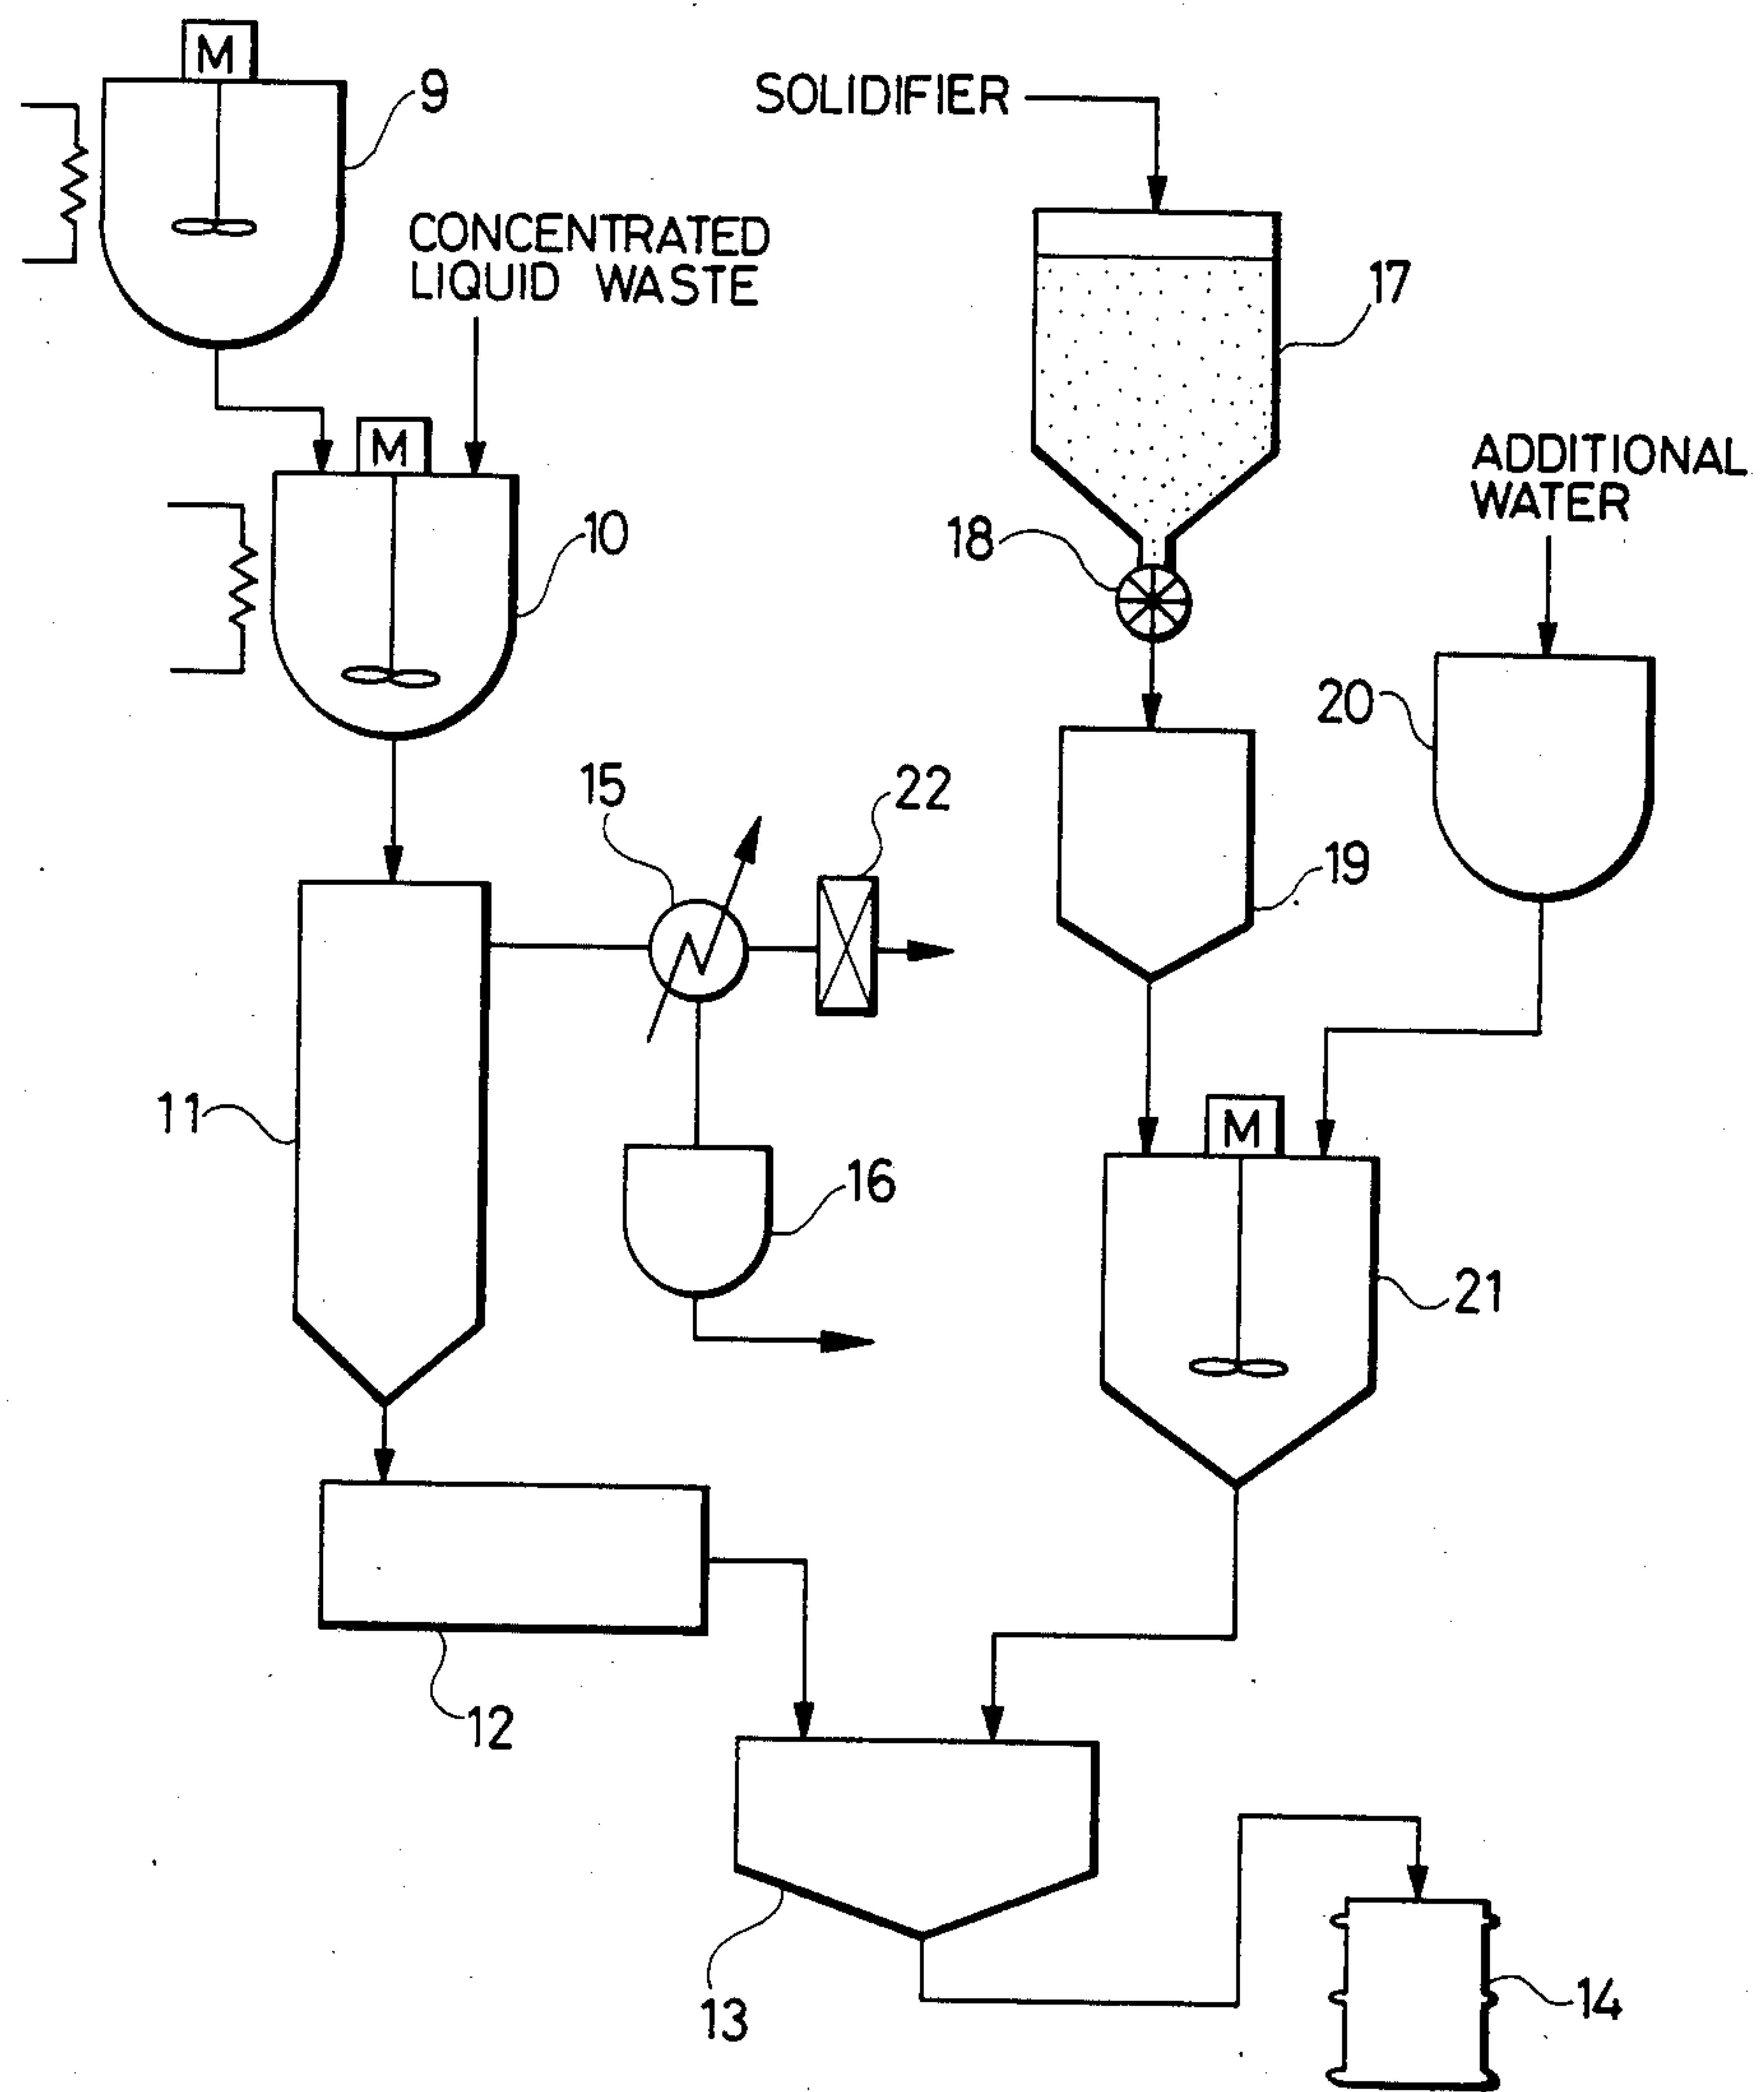 M
9
SOLIDIFIER
CONCENTRATED
LIQUID WASTE
17
M
ADDITIONAL
WATER
10
18
20
15
22
19
11
M
16
21
12
13
14